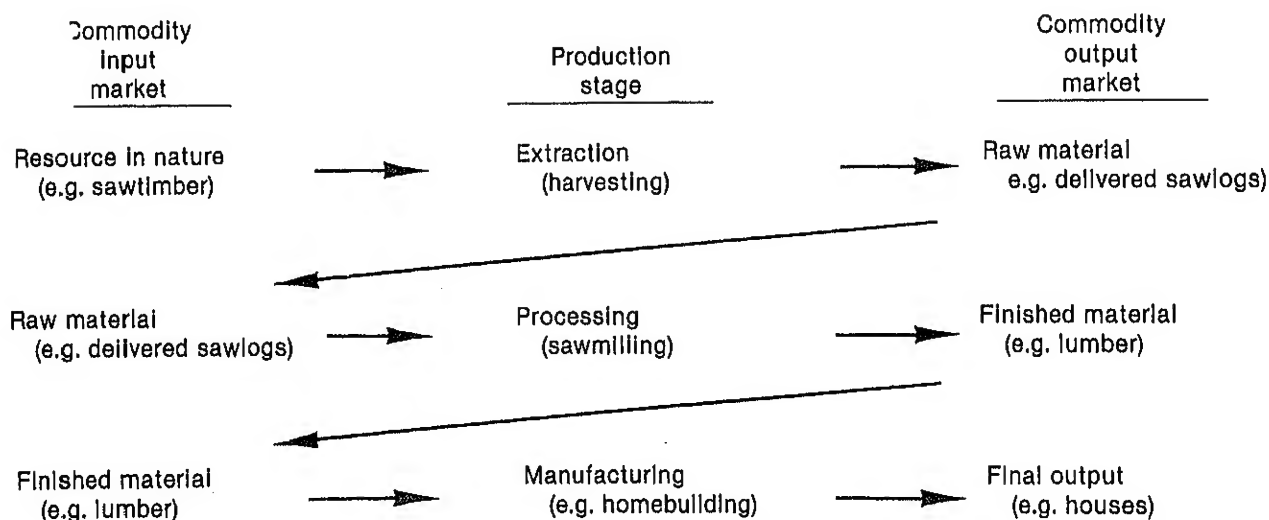 Commodity
input
market
Production
stage
Commodity
output
market
Resource in nature
(e.g. sawtimber)
Extraction
(harvesting)
Raw material
e.g. delivered sawlogs)
Raw material
(e.g. delivered sawlogs)
Processing
(sawmilling)
Finished material
(e.g. lumber)
Finished material
(e.g. lumber)
Manufacturing
(e.g. homebuilding)
Final output
(e.g. houses)